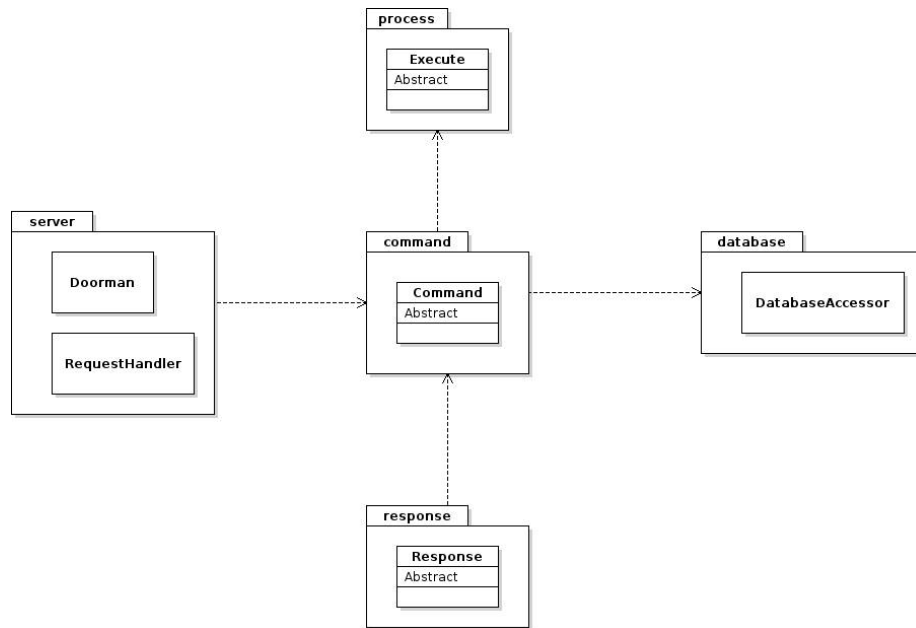 process
Execute
Abstract
server
Doorman
RequestHandler
command
Command
Abstract
database
DatabaseAccessor
response
Response
Abstract